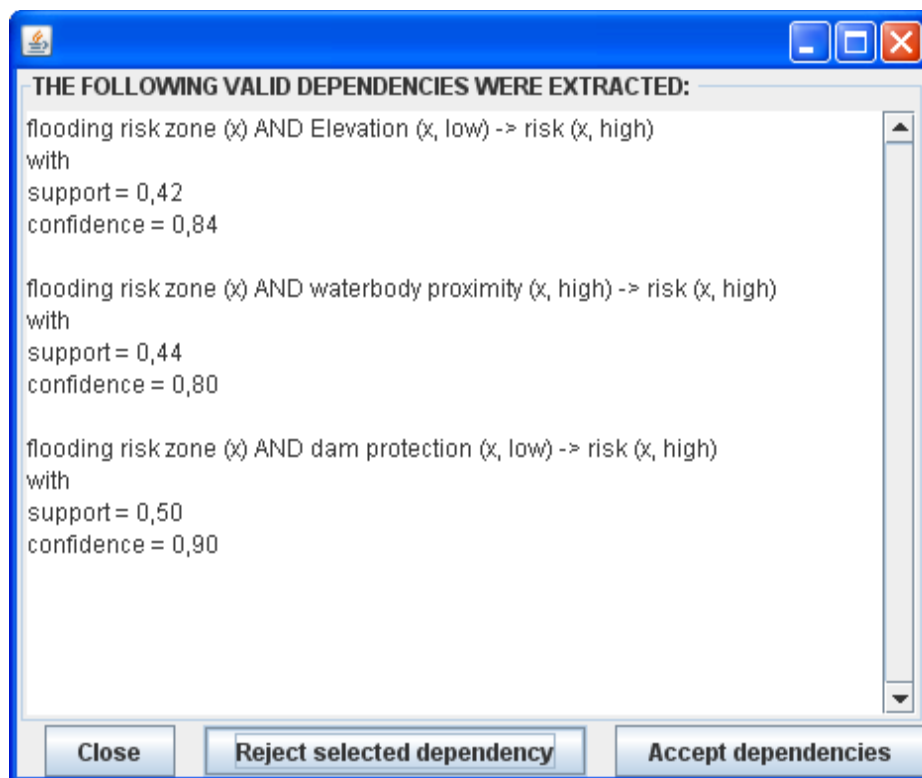 THE FOLLOWING VALID DEPENDENCIES WERE EXTRACTED:
flooding risk zone (x) AND Elevation (x, low) -> risk (x, high)
with
support = 0,42
confidence = 0,84
flooding risk zone (x) AND waterbody proximity (x, high) -> risk (x, high)
with
support = 0,44
confidence = 0,80
flooding risk zone (x) AND dam protection (x, low) -> risk (x, high)
with
support = 0,50
confidence = 0,90
Close
Reject selected dependency
Accept dependencies